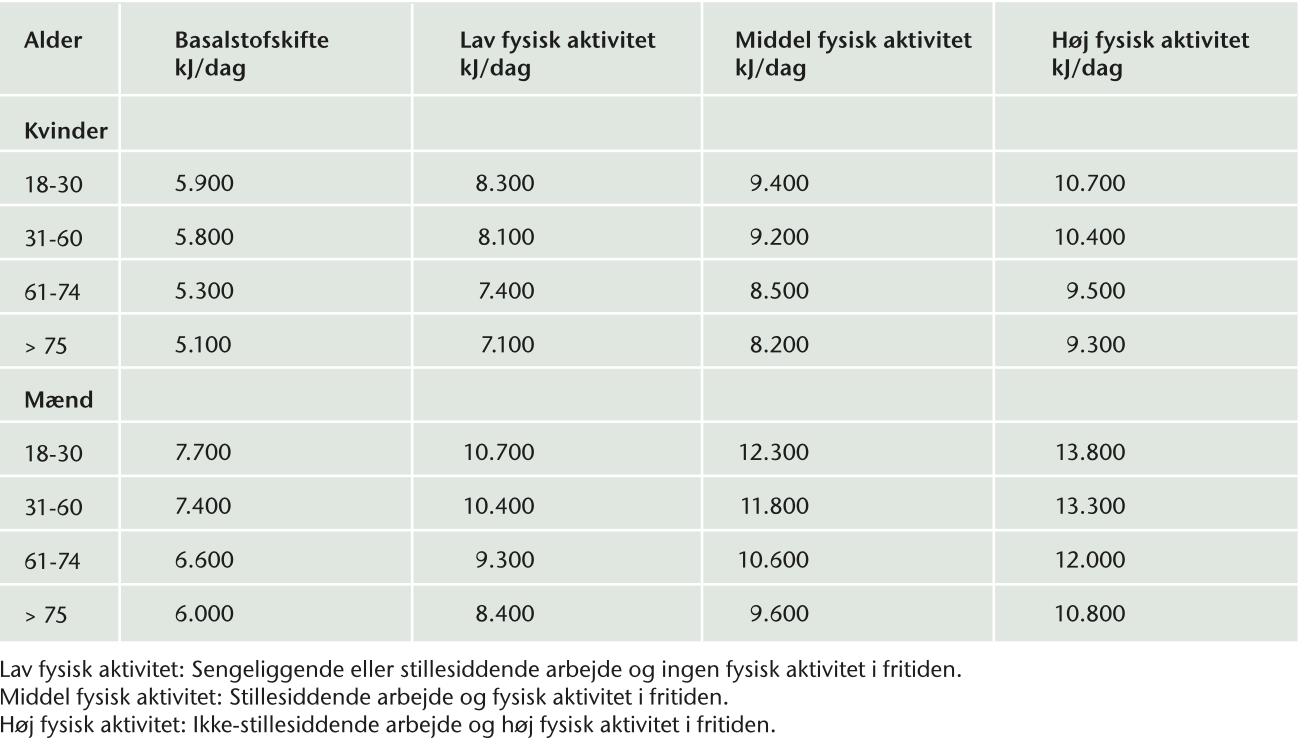 Alder Basalstofskifte Lav fysisk aktivitet Middel fysisk aktivitet Høj fysisk aktivitet
kJ/dag kJ/dag kJ/dag kJ/dag
Kvinder
18-30 5.900 8.300 9.400 10.700
31-60 5.800 8.100 9.200 10.400
61-74 5.300 7.400 8.500 9.500
> 75 5.100 7.100 8.200 9.300
Mænd
18-30 7.700 10.700 12.300 13.800
31-60 7.400 10.400 11.800 13.300
61-74 6.600 9.300 10.600 12.000
> 75 6.000 8.400 9.600 10.800
Lav fysisk aktivitet: Sengeliggende eller stillesiddende arbejde og ingen fysisk aktivitet i fritiden.
Middel fysisk aktivitet: Stillesiddende arbejde og fysisk aktivitet i fritiden.
Høj fysisk aktivitet: Ikke-stillesiddende arbejde og høj fysisk aktivitet i fritiden.